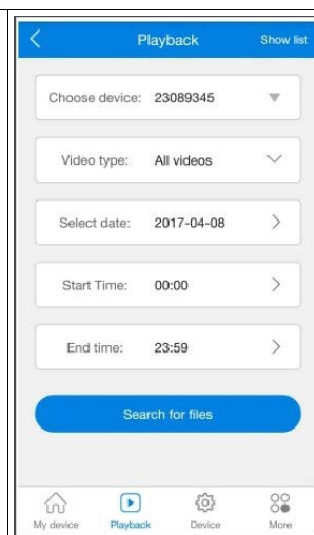 Playback Show list
Choose device: 23089345
Video type: All videos
Select date: 2017-04-08
Start Time: 00:00
End time: 23:59
Search for files
My device Playback Device More